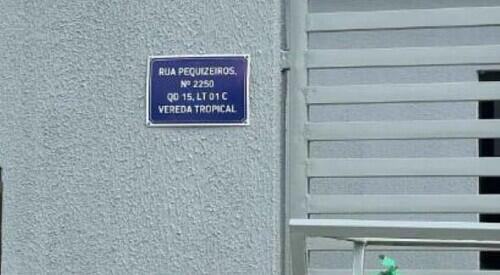 RUA PEQUIZEIROS,
Nº 2250
QD 15, LT 01 C
VEREDA TROPICAL